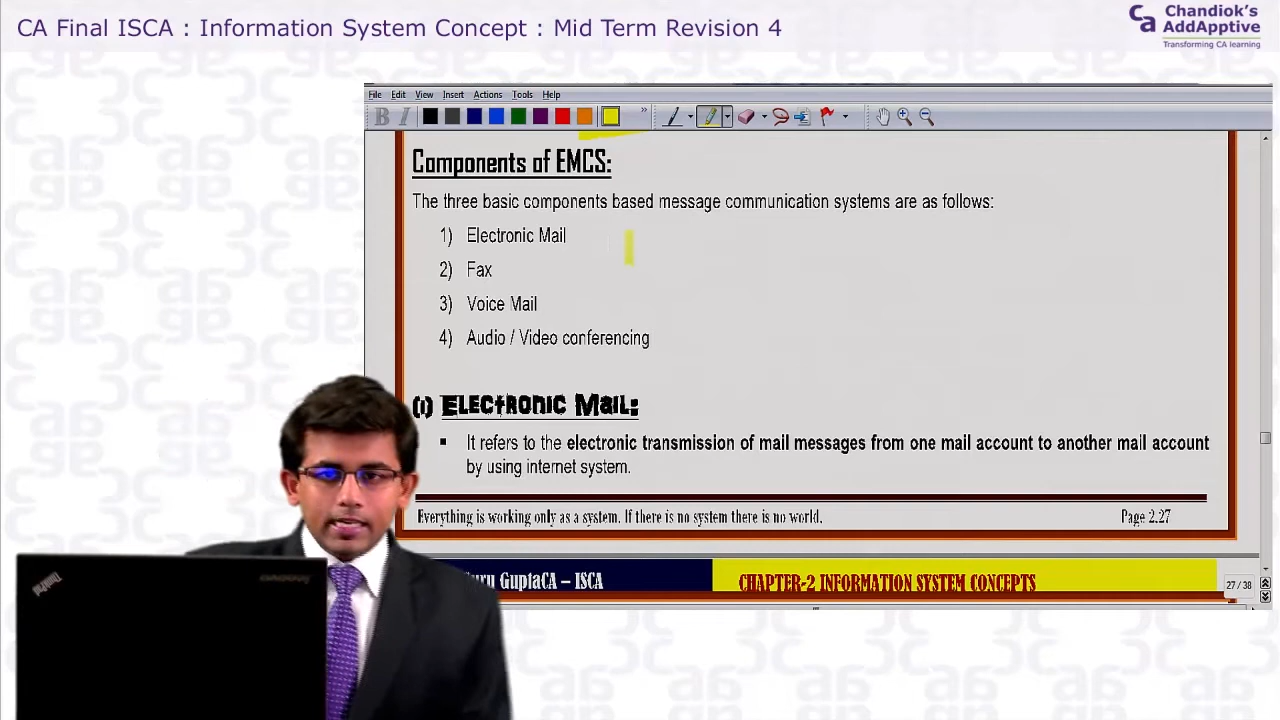 CA Final ISCA : Information System Concept : Mid Term Revision 4
ca Chandiok's
AddApptive
Transforming CA learning
File Edit View Insert Actions Tools Help
B I
Components of EMCS:
The three basic components based message communication systems are as follows:
1) Electronic Mail
2) Fax
3) Voice Mail
4) Audio / Video conferencing
(i) Electronic Mail:
▪ It refers to the electronic transmission of mail messages from one mail account to another mail account
by using internet system.
Everything is working only as a system. If there is no system there is no world. Page 2.27
GuptaCA – ISCA CHAPTER-2 INFORMATION SYSTEM CONCEPTS
27 / 38
ThinkPad